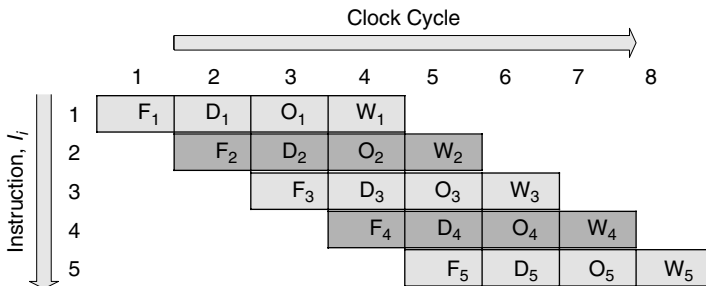 Clock Cycle
1 2 3 4 5 6 7 8
Instruction, Iᵢ
1 F₁ D₁ O₁ W₁
2 F₂ D₂ O₂ W₂
3 F₃ D₃ O₃ W₃
4 F₄ D₄ O₄ W₄
5 F₅ D₅ O₅ W₅